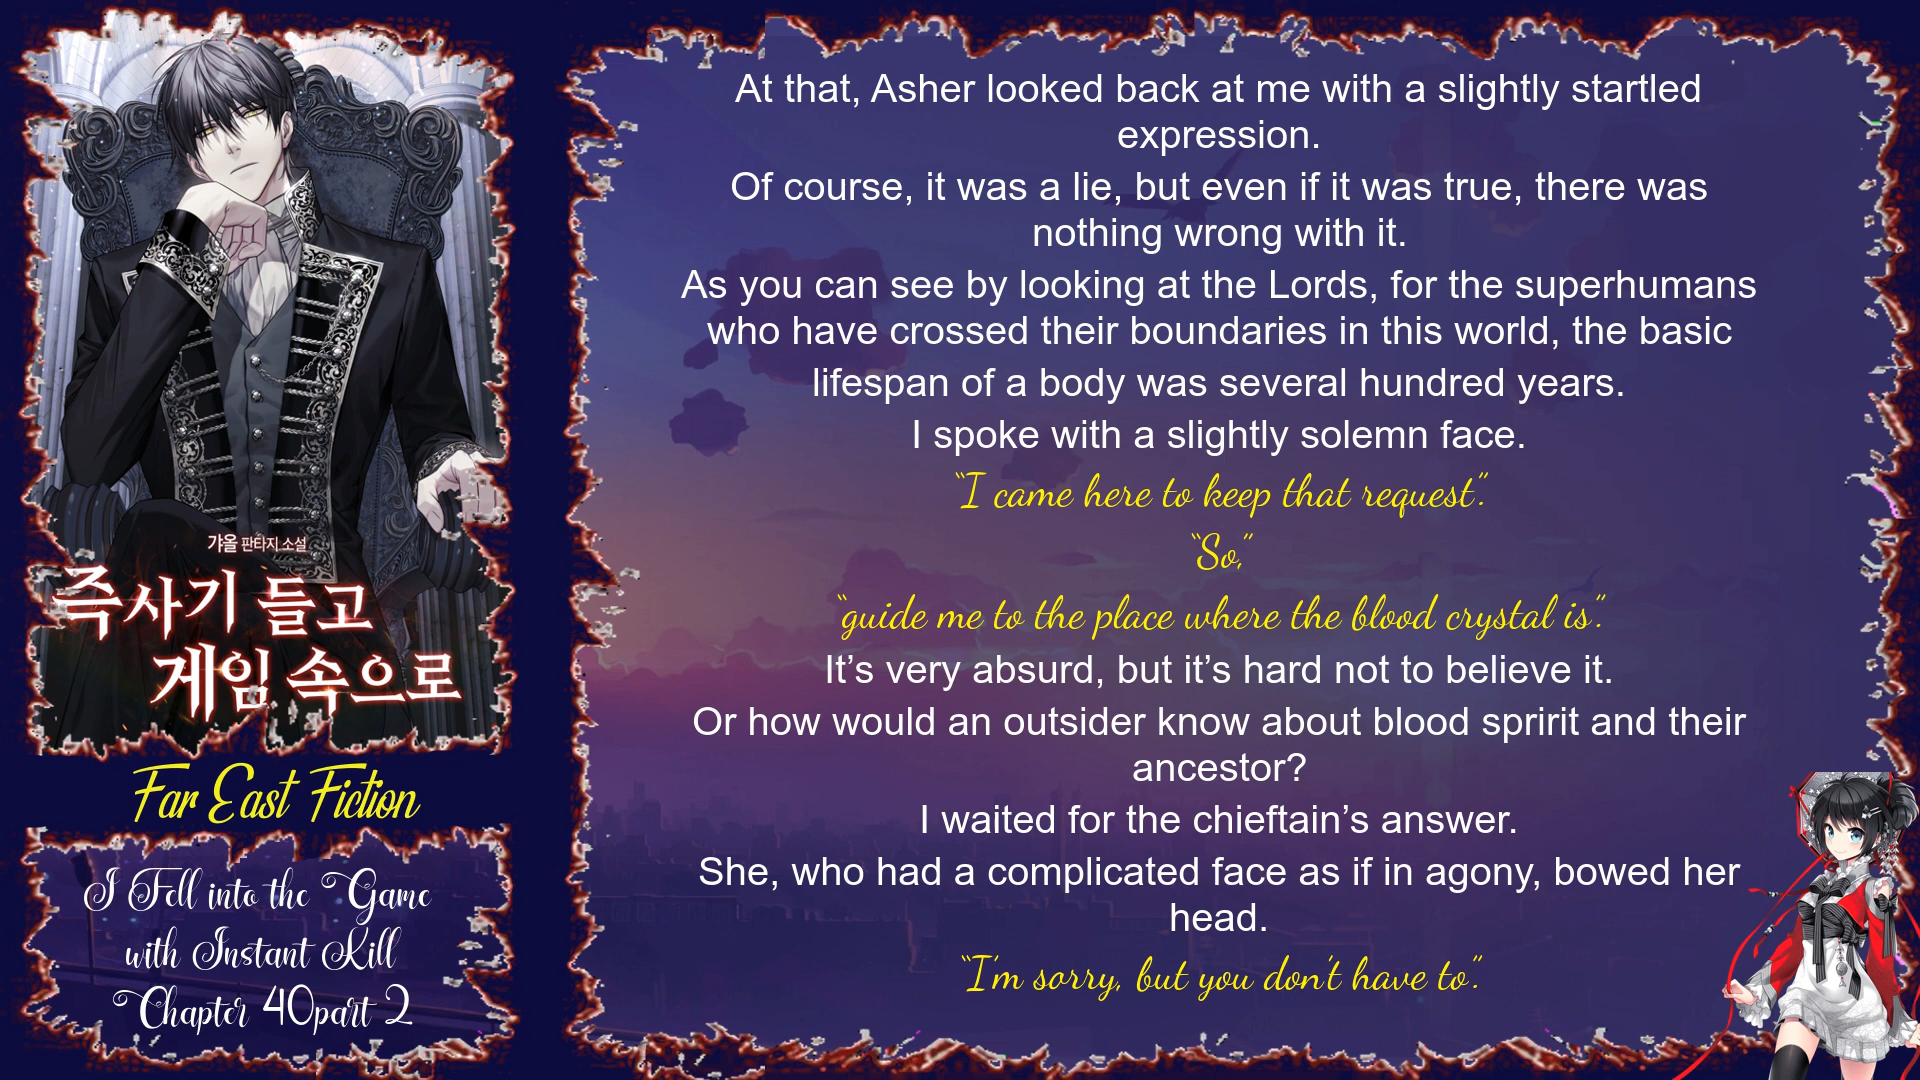 갸올 판타지 소설
즉사기 들고
게임 속으로
Far East Fiction
I Fell into the Game
with Instant Kill
Chapter 40part 2
At that, Asher looked back at me with a slightly startled
expression.
Of course, it was a lie, but even if it was true, there was
nothing wrong with it.
As you can see by looking at the Lords, for the superhumans
who have crossed their boundaries in this world, the basic
lifespan of a body was several hundred years.
I spoke with a slightly solemn face.
“I came here to keep that request”.
“So,”
“guide me to the place where the blood crystal is”.
It’s very absurd, but it’s hard not to believe it.
Or how would an outsider know about blood spririt and their
ancestor?
I waited for the chieftain’s answer.
She, who had a complicated face as if in agony, bowed her
head.
“I’m sorry, but you don’t have to”.